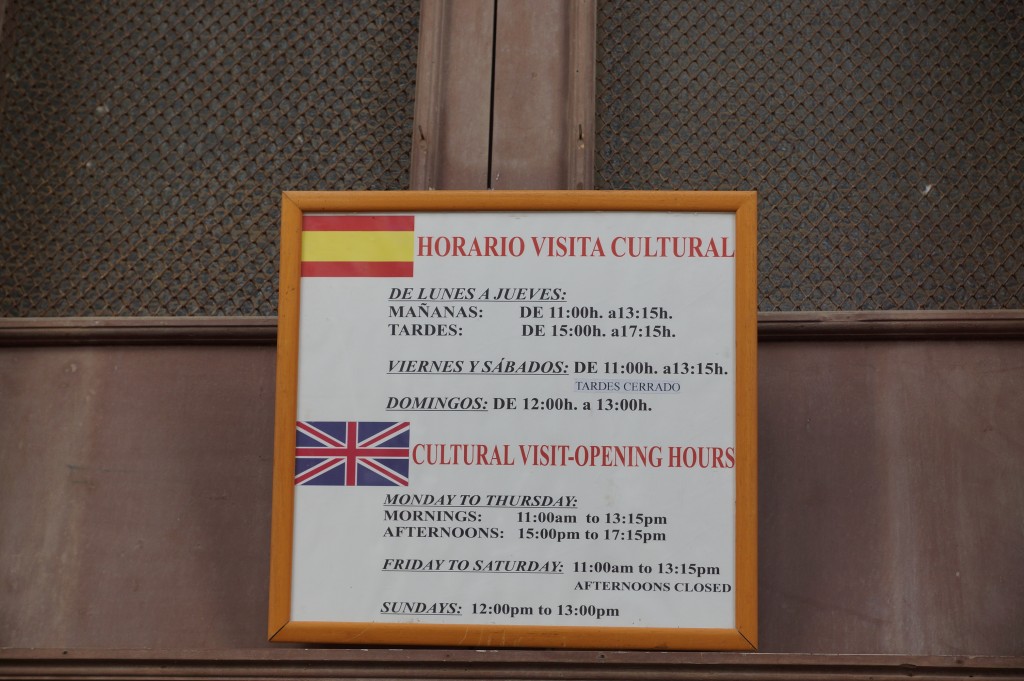 HORARIO VISITA CULTURAL
DE LUNES A JUEVES:
MAÑANAS: DE 11:00h. a13:15h.
TARDES: DE 15:00h. a17:15h.
VIERNES Y SÁBADOS: DE 11:00h. a13:15h.
TARDES CERRADO
DOMINGOS: DE 12:00h. a 13:00h.
CULTURAL VISIT-OPENING HOURS
MONDAY TO THURSDAY:
MORNINGS: 11:00am to 13:15pm
AFTERNOONS: 15:00pm to 17:15pm
FRIDAY TO SATURDAY: 11:00am to 13:15pm
AFTERNOONS CLOSED
SUNDAYS: 12:00pm to 13:00pm